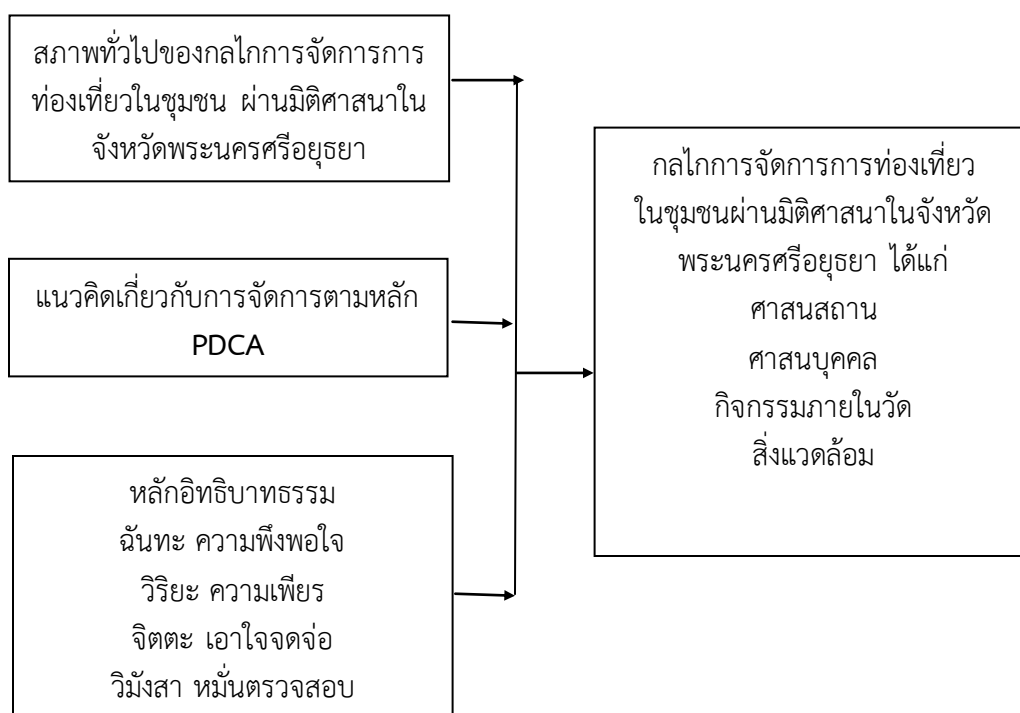 สภาพทั่วไปของกลไกการจัดการการ
ท่องเที่ยวในชุมชน ผ่านมิติศาสนาใน
จังหวัดพระนครศรีอยุธยา
แนวคิดเกี่ยวกับการจัดการตามหลัก
PDCA
หลักอิทธิบาทธรรม
ฉันทะ ความพึงพอใจ
วิริยะ ความเพียร
จิตตะ เอาใจจดจ่อ
วิมังสา หมั่นตรวจสอบ
กลไกการจัดการการท่องเที่ยว
ในชุมชนผ่านมิติศาสนาในจังหวัด
พระนครศรีอยุธยา ได้แก่
ศาสนสถาน
ศาสนบุคคล
กิจกรรมภายในวัด
สิ่งแวดล้อม